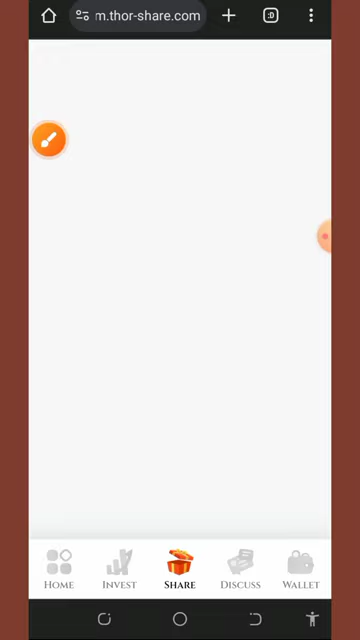 m.thor-share.com
:D
HOME
INVEST
SHARE
DISCUSS
WALLET